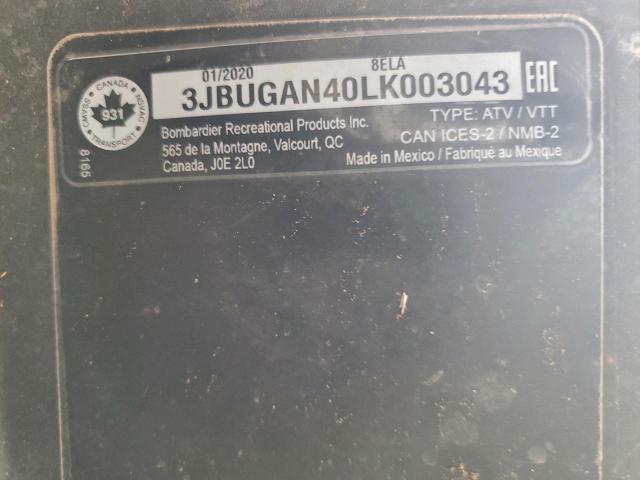 01/2020 8ELA
3JBUGAN40LK003043
EAC
TYPE: ATV / VTT
CAN ICES-2 / NMB-2
Made in Mexico / Fabriqué au Mexique
Bombardier Recreational Products Inc.
565 de la Montagne, Valcourt, QC
Canada, J0E 2L0
CANADA
931
TRANSPORT
8165